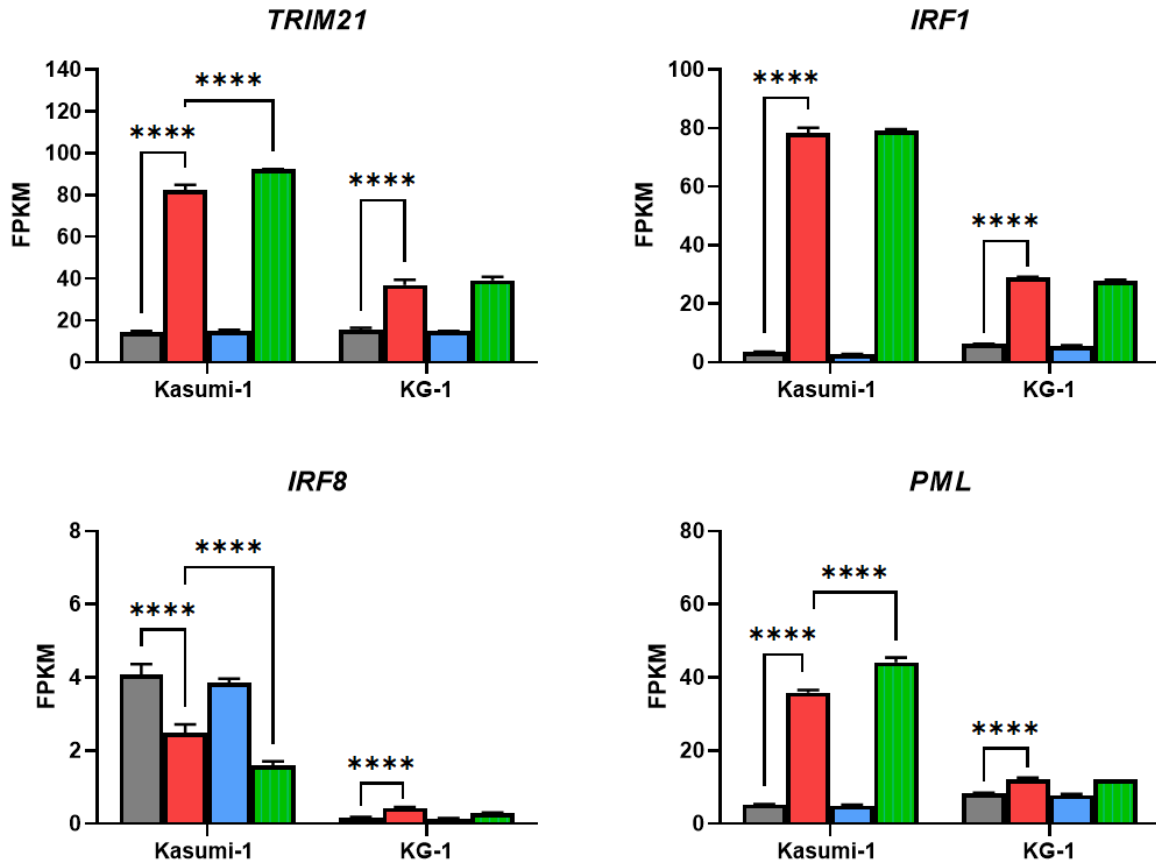 TRIM21
FPKM
140
120
100
80
60
40
20
0
****
****
****
Kasumi-1
KG-1
IRF1
FPKM
100
80
60
40
20
0
****
****
Kasumi-1
KG-1
IRF8
FPKM
8
6
4
2
0
****
****
****
Kasumi-1
KG-1
PML
FPKM
80
60
40
20
0
****
****
****
Kasumi-1
KG-1